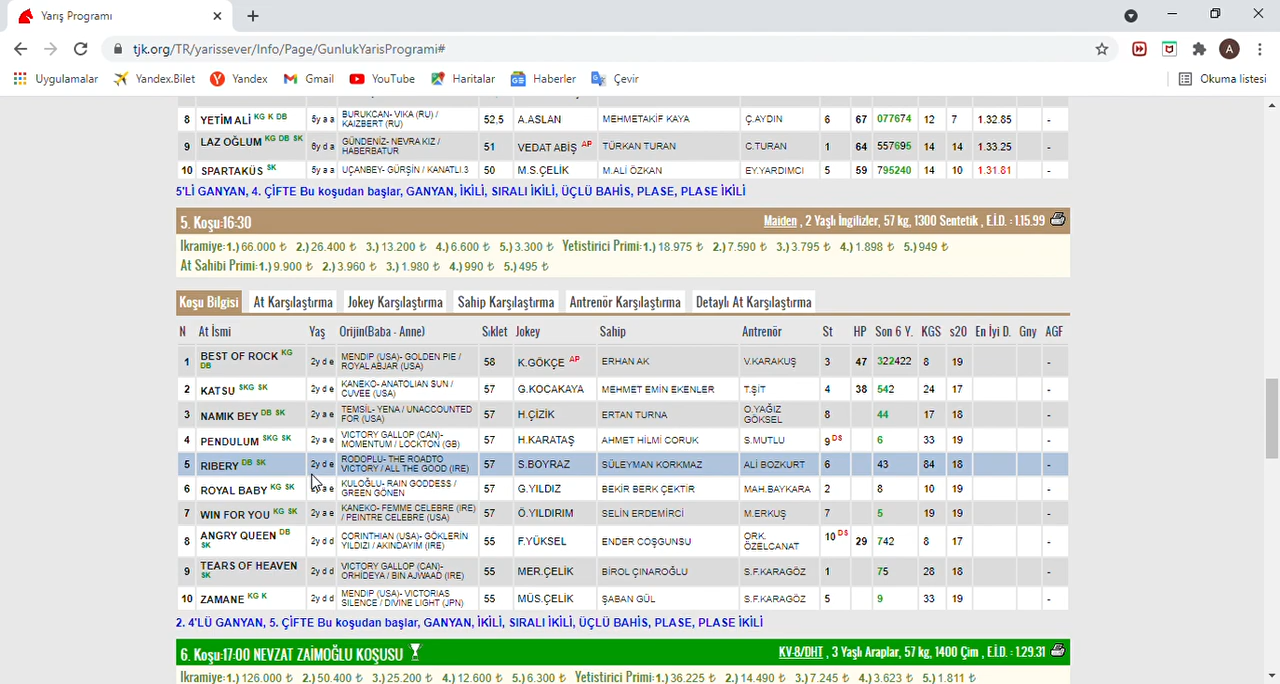 Yarış Programı
tjk.org/TR/yarissever/Info/Page/GunlukYarisProgrami#
A
Uygulamalar Yandex.Bilet Yandex Gmail YouTube Haritalar Haberler Çevir Okuma listesi
8 YETİM ALİ KG K DB 5y a a BURUKCAN- VIKA (RU) / KAIZBERT (RU) 52,5 A.ASLAN MEHMETAKİF KAYA Ç.AYDIN 6 67 077674 12 7 1.32.85 -
9 LAZ OĞLUM KG DB SK 6y d a GÜNDENİZ- NEVRA KIZ / HABERBATUR 51 VEDAT ABİŞ AP TÜRKAN TURAN C.TURAN 1 64 557695 14 14 1.33.25 -
10 SPARTAKÜS SK 5y a a UÇANBEY- GÜRŞİN / KANATLI.3 50 M.S.ÇELİK M.ALİ ÖZKAN EY.YARDIMCI 5 59 795240 14 10 1.31.81 -
5'Lİ GANYAN, 4. ÇİFTE Bu koşudan başlar, GANYAN, İKİLİ, SIRALI İKİLİ, ÜÇLÜ BAHİS, PLASE, PLASE İKİLİ
5. Koşu:16:30 Maiden , 2 Yaşlı İngilizler, 57 kg, 1300 Sentetik , E.İ.D. : 1.15.99
İkramiye:1.) 66.000 ₺ 2.) 26.400 ₺ 3.) 13.200 ₺ 4.) 6.600 ₺ 5.) 3.300 ₺ Yetistirici Primi:1.) 18.975 ₺ 2.) 7.590 ₺ 3.) 3.795 ₺ 4.) 1.898 ₺ 5.) 949 ₺
At Sahibi Primi:1.) 9.900 ₺ 2.) 3.960 ₺ 3.) 1.980 ₺ 4.) 990 ₺ 5.) 495 ₺
Koşu Bilgisi At Karşılaştırma Jokey Karşılaştırma Sahip Karşılaştırma Antrenör Karşılaştırma Detaylı At Karşılaştırma
N At İsmi Yaş Orijin(Baba - Anne) Sıklet Jokey Sahip Antrenör St HP Son 6 Y. KGS s20 En İyi D. Gny AGF
1 BEST OF ROCK KG DB 2y d e MENDIP (USA)- GOLDEN PIE / ROYAL ABJAR (USA) 58 K.GÖKÇE AP ERHAN AK V.KARAKUŞ 3 47 322422 8 19 -
2 KATSU SKG SK 2y d e KANEKO- ANATOLIAN SUN / CUVEE (USA) 57 G.KOCAKAYA MEHMET EMİN EKENLER T.ŞİT 4 38 542 24 17 -
3 NAMIK BEY DB SK 2y a e TEMSİL- YENA / UNACCOUNTED FOR (USA) 57 H.ÇİZİK ERTAN TURNA O.YAĞIZ GÖKSEL 8 44 17 18 -
4 PENDULUM SKG SK 2y a e VICTORY GALLOP (CAN)- MOMENTUM / LOCKTON (GB) 57 H.KARATAŞ AHMET HİLMİ CORUK S.MUTLU 9 DS 6 33 19 -
5 RIBERY DB SK 2y d e RODOPLU- THE ROADTO VICTORY / ALL THE GOOD (IRE) 57 S.BOYRAZ SÜLEYMAN KORKMAZ ALİ BOZKURT 6 43 84 18 -
6 ROYAL BABY KG SK a e KULOĞLU- RAIN GODDESS / GREEN GÖNEN 57 G.YILDIZ BEKİR BERK ÇEKTİR MAH.BAYKARA 2 8 10 19 -
7 WIN FOR YOU KG SK 2y a e KANEKO- FEMME CELEBRE (IRE) / PEINTRE CELEBRE (USA) 57 Ö.YILDIRIM SELİN ERDEMİRCİ M.ERKUŞ 7 5 19 19 -
8 ANGRY QUEEN DB SK 2y d d CORINTHIAN (USA)- GÖKLERİN YILDIZI / AKINDAYIM (IRE) 55 F.YÜKSEL ENDER COŞGUNSU ORK. ÖZELCANAT 10 DS 29 742 8 17 -
9 TEARS OF HEAVEN SK 2y d d VICTORY GALLOP (CAN)- ORHİDEYA / BIN AJWAAD (IRE) 55 MER.ÇELİK BİROL ÇINAROĞLU S.F.KARAGÖZ 1 75 28 18 -
10 ZAMANE KG K 2y d d MENDIP (USA)- VICTORIAS SILENCE / DIVINE LIGHT (JPN) 55 MÜS.ÇELİK ŞABAN GÜL S.F.KARAGÖZ 5 9 33 19 -
2. 4'LÜ GANYAN, 5. ÇİFTE Bu koşudan başlar, GANYAN, İKİLİ, SIRALI İKİLİ, ÜÇLÜ BAHİS, PLASE, PLASE İKİLİ
6. Koşu:17:00 NEVZAT ZAİMOĞLU KOŞUSU KV-8/DHT , 3 Yaşlı Araplar, 57 kg, 1400 Çim , E.İ.D. : 1.29.31
İkramiye:1.) 126.000 ₺ 2.) 50.400 ₺ 3.) 25.200 ₺ 4.) 12.600 ₺ 5.) 6.300 ₺ Yetistirici Primi:1.) 36.225 ₺ 2.) 14.490 ₺ 3.) 7.245 ₺ 4.) 3.623 ₺ 5.) 1.811 ₺